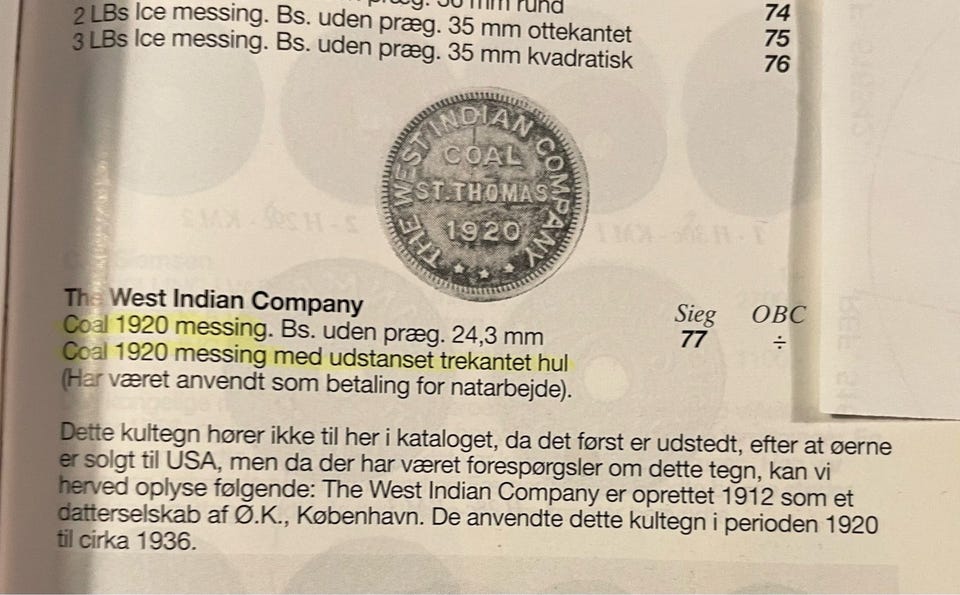 mm rund
2 LBs Ice messing. Bs. uden præg. 35 mm ottekantet
74
3 LBs Ice messing. Bs. uden præg. 35 mm kvadratisk
75
76
THE WEST INDIAN COMPANY
COAL
ST. THOMAS
1920
The West Indian Company
Sieg OBC
Coal 1920 messing. Bs. uden præg. 24,3 mm
77 ÷
Coal 1920 messing med udstanset trekantet hul
(Har været anvendt som betaling for natarbejde).
Dette kultegn hører ikke til her i kataloget, da det først er udstedt, efter at øerne
er solgt til USA, men da der har været forespørgsler om dette tegn, kan vi
herved oplyse følgende: The West Indian Company er oprettet 1912 som et
datterselskab af Ø.K., København. De anvendte dette kultegn i perioden 1920
til cirka 1936.